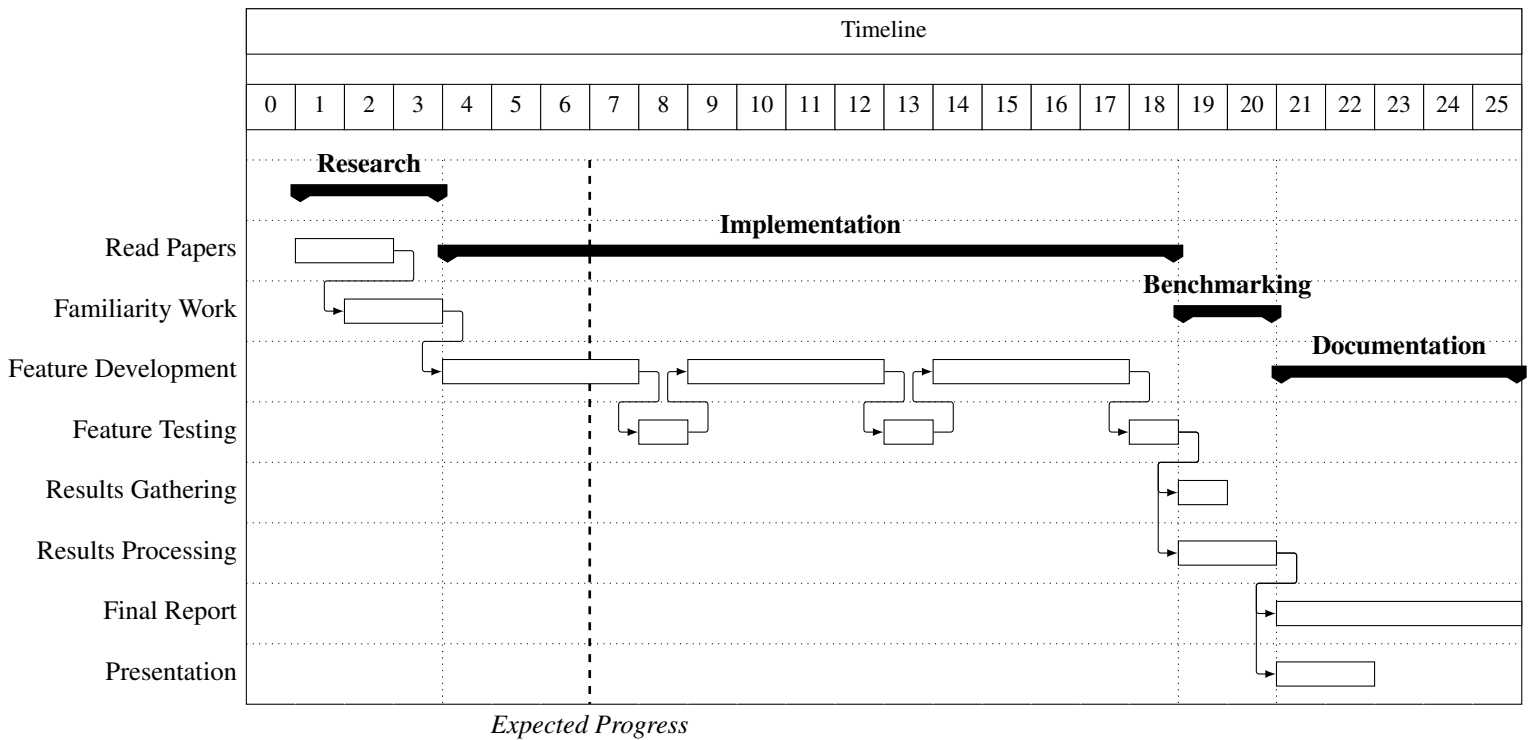 Timeline
0 1 2 3 4 5 6 7 8 9 10 11 12 13 14 15 16 17 18 19 20 21 22 23 24 25
Research
Implementation
Read Papers
Benchmarking
Familiarity Work
Documentation
Feature Development
Feature Testing
Results Gathering
Results Processing
Final Report
Presentation
Expected Progress